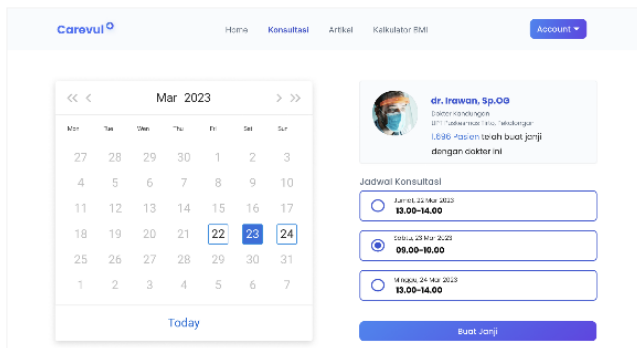 Carevul
Home Konsultasi Artikel Kalkulator BMI Account
Mar 2023
Mon Tue Wed Thu Fri Sat Sun
27 28 29 30 1 2 3
4 5 6 7 8 9 10
11 12 13 14 15 16 17
18 19 20 21 22 23 24
25 26 27 28 29 30 31
1 2 3 4 5 6 7
Today
dr. Irawan, Sp.OG
Dokter Kandungan
1.696 Pasien telah buat janji
dengan dokter ini
Jadwal Konsultasi
Jumat, 22 Mar 2023
13.00-14.00
Sabtu, 23 Mar 2023
09.00-10.00
Minggu, 24 Mar 2023
13.00-14.00
Buat Janji